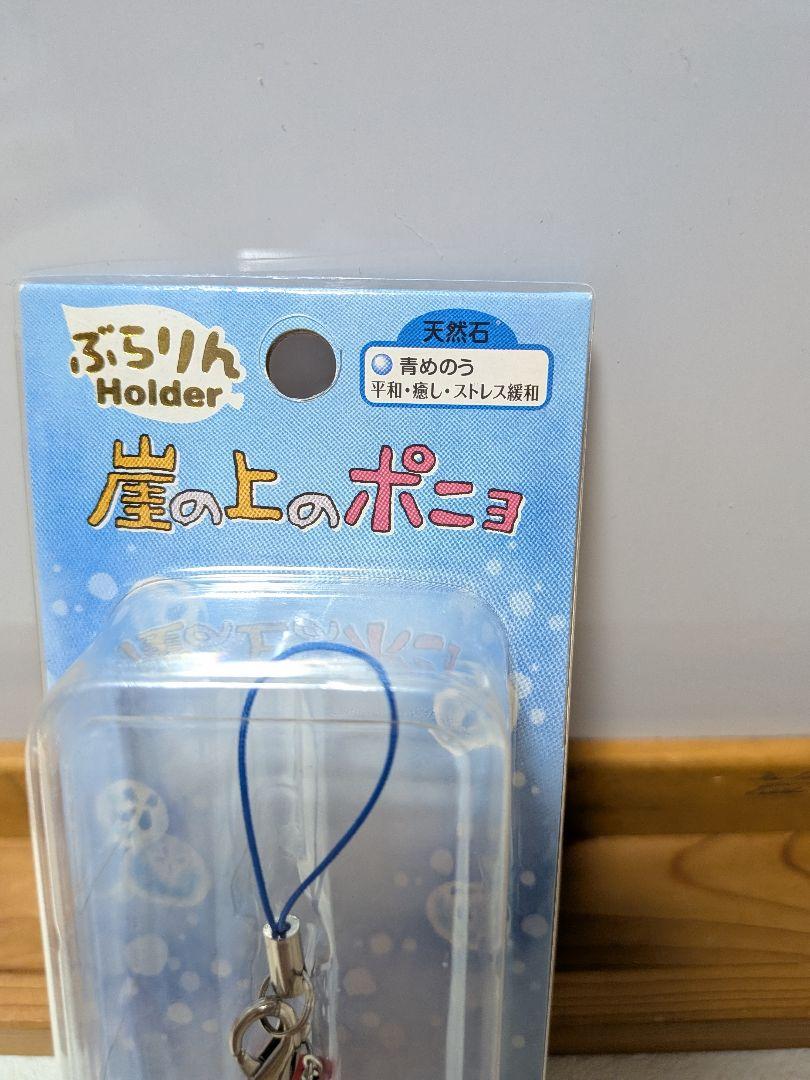 ぶらりん
Holder
天然石
青めのう
平和・癒し・ストレス緩和
崖の上のポニョ